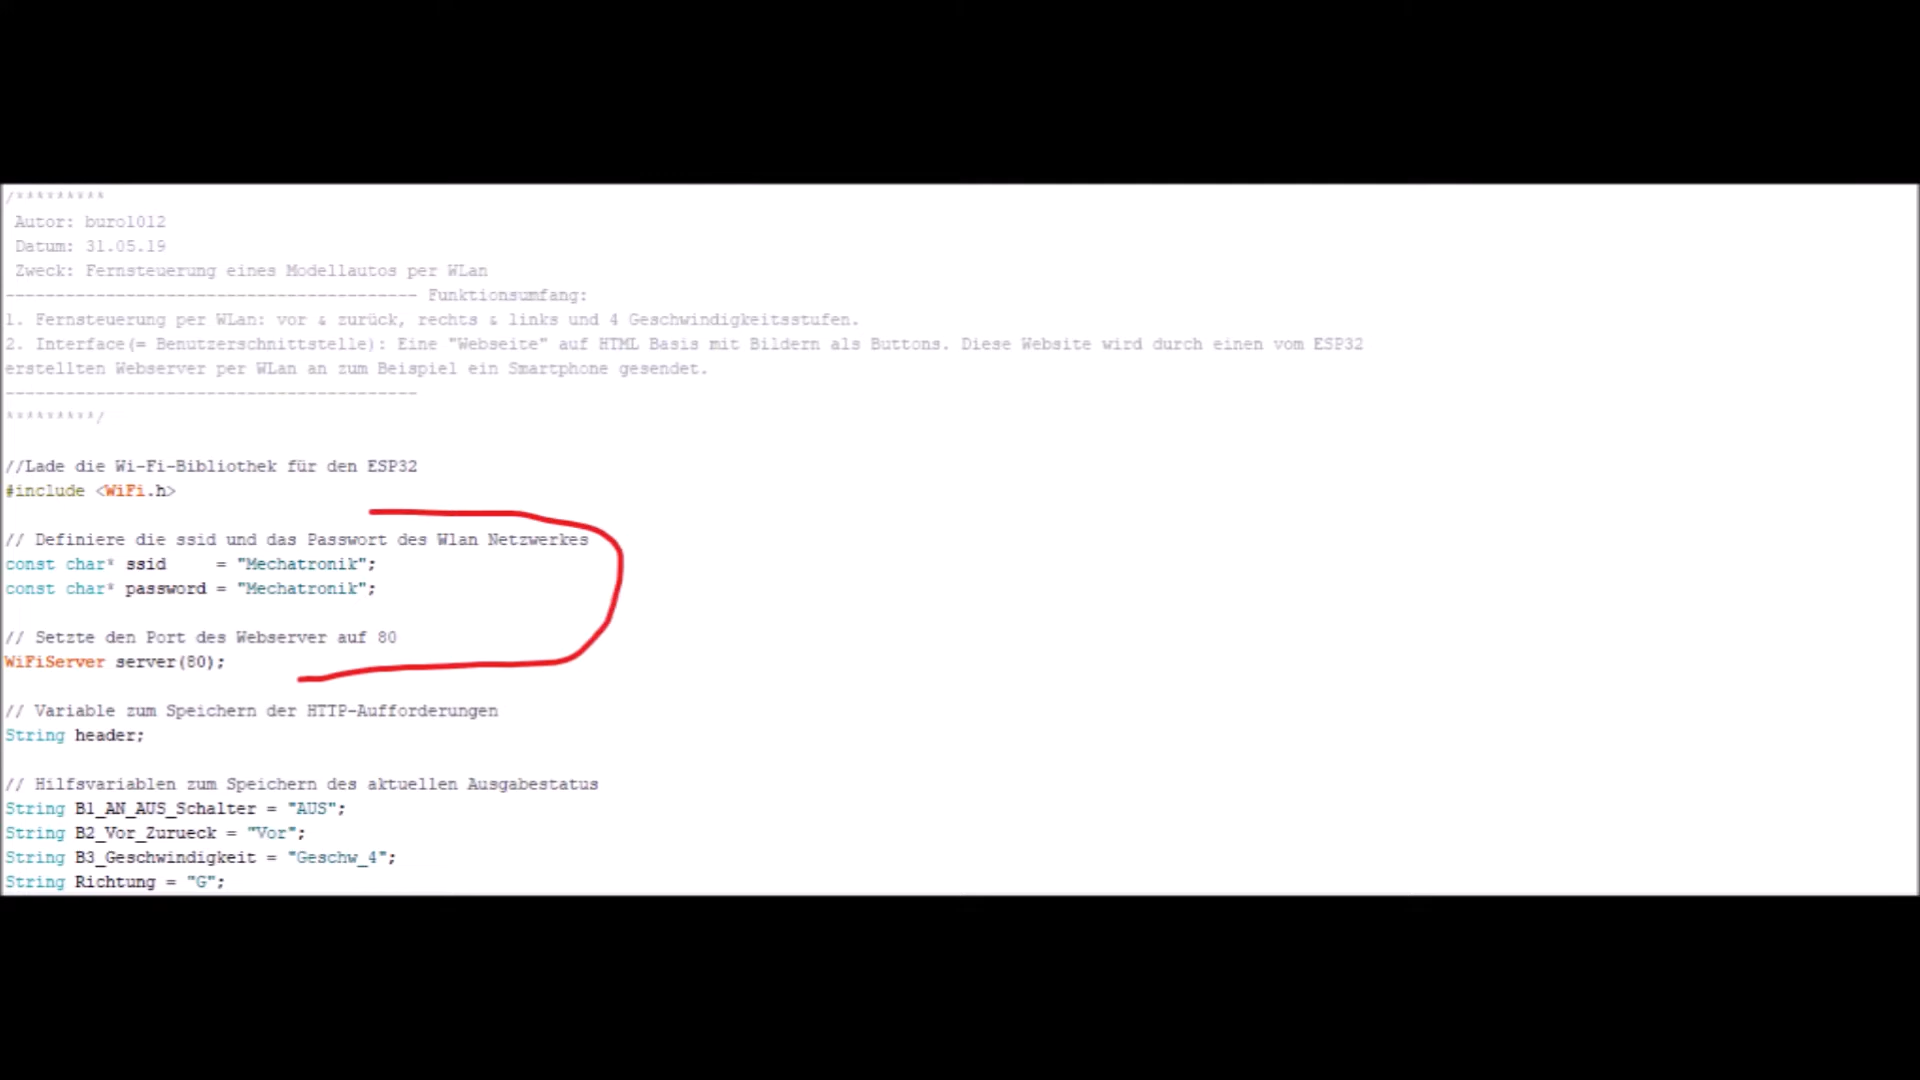 /*********
Autor: buro1012
Datum: 31.05.19
Zweck: Fernsteuerung eines Modellautos per WLan
----------------------------------------- Funktionsumfang:
1. Fernsteuerung per WLan: vor & zurück, rechts & links und 4 Geschwindigkeitsstufen.
2. Interface(= Benutzerschnittstelle): Eine "Webseite" auf HTML Basis mit Bildern als Buttons. Diese Website wird durch einen vom ESP32
erstellten Webserver per WLan an zum Beispiel ein Smartphone gesendet.
-----------------------------------------
*********/
//Lade die Wi-Fi-Bibliothek für den ESP32
#include <WiFi.h>
// Definiere die ssid und das Passwort des Wlan Netzwerkes
const char* ssid     = "Mechatronik";
const char* password = "Mechatronik";
// Setzte den Port des Webserver auf 80
WiFiServer server(80);
// Variable zum Speichern der HTTP-Aufforderungen
String header;
// Hilfsvariablen zum Speichern des aktuellen Ausgabestatus
String B1_AN_AUS_Schalter = "AUS";
String B2_Vor_Zurueck = "Vor";
String B3_Geschwindigkeit = "Geschw_4";
String Richtung = "G";